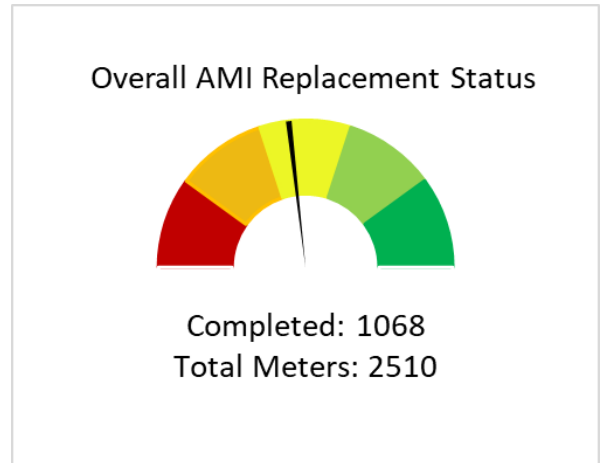 Overall AMI Replacement Status
Completed: 1068
Total Meters: 2510